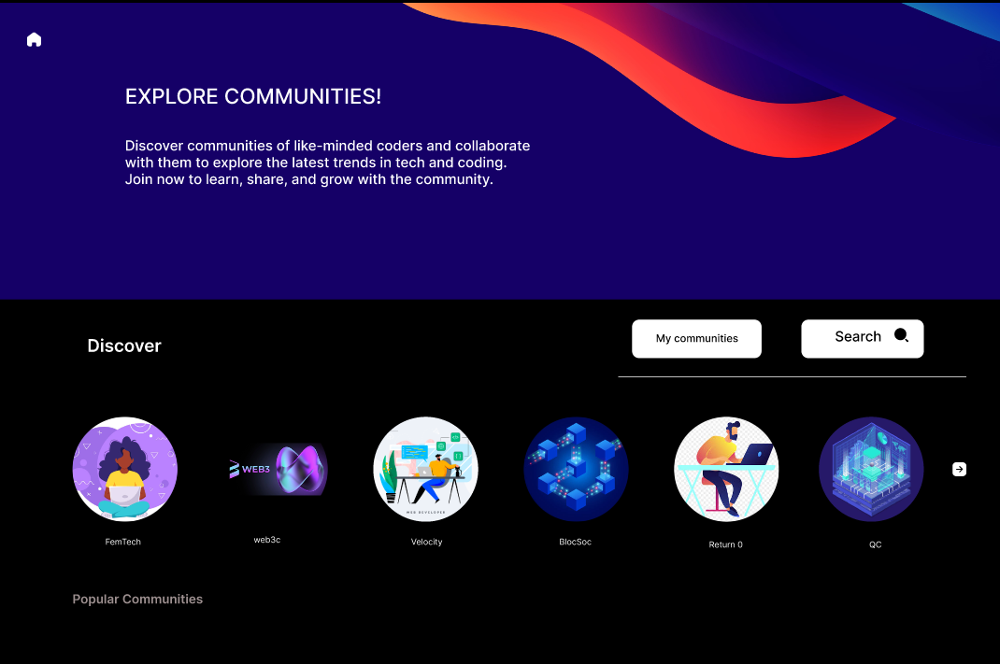 EXPLORE COMMUNITIES!
Discover communities of like-minded coders and collaborate
with them to explore the latest trends in tech and coding.
Join now to learn, share, and grow with the community.
Discover
My communities
Search
WEB3
WEB DEVELOPER
FemTech
web3c
Velocity
BlocSoc
Return 0
QC
Popular Communities